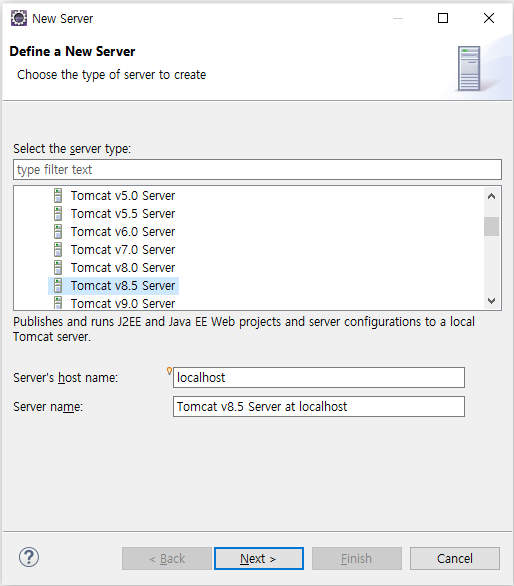 New Server
Define a New Server
Choose the type of server to create
Select the server type:
type filter text
Tomcat v5.0 Server
Tomcat v5.5 Server
Tomcat v6.0 Server
Tomcat v7.0 Server
Tomcat v8.0 Server
Tomcat v8.5 Server
Tomcat v9.0 Server
Publishes and runs J2EE and Java EE Web projects and server configurations to a local
Tomcat server.
Server's host name: localhost
Server name: Tomcat v8.5 Server at localhost
? < Back Next > Finish Cancel